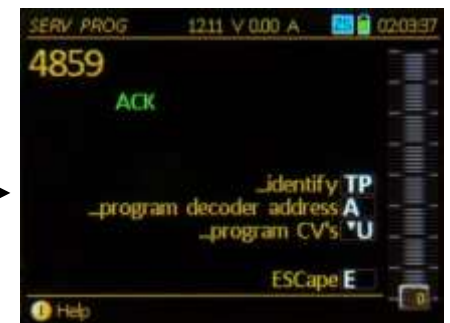 SERV PROG 12.11 V 0.00 A 02:03:37
4859
ACK
...identify TP
...program decoder address A
...program CV's *U
ESCape E
i Help
0